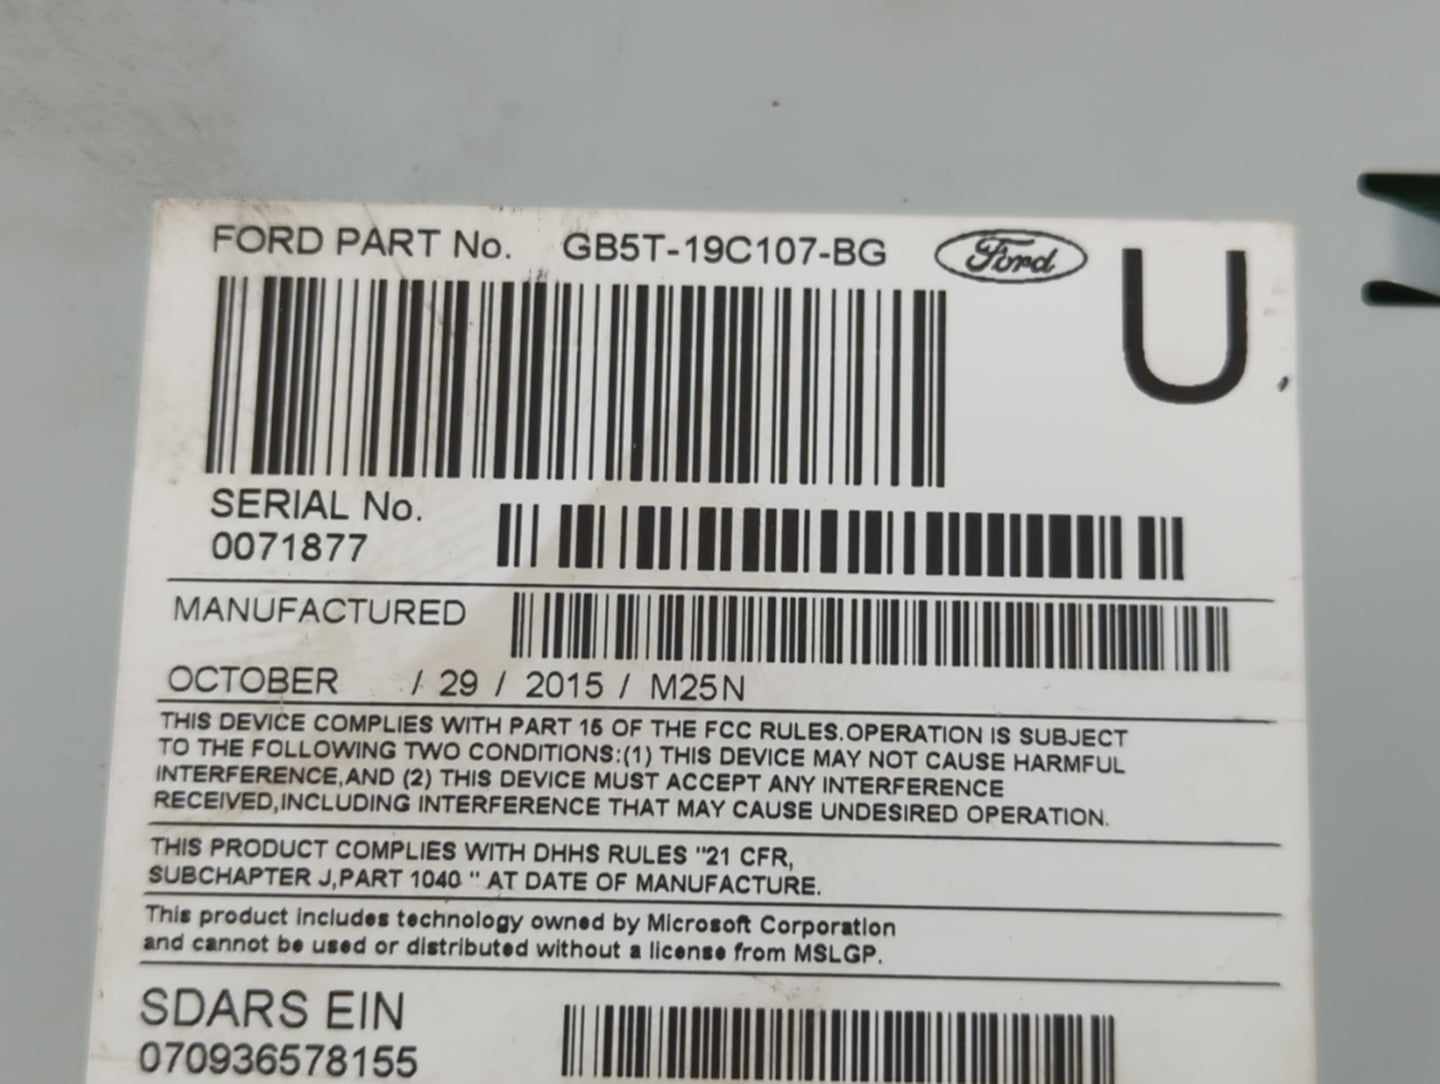 FORD PART No. GB5T-19C107-BG Ford U
SERIAL No.
0071877
MANUFACTURED
OCTOBER / 29 / 2015 / M25N
THIS DEVICE COMPLIES WITH PART 15 OF THE FCC RULES.OPERATION IS SUBJECT
TO THE FOLLOWING TWO CONDITIONS:(1) THIS DEVICE MAY NOT CAUSE HARMFUL
INTERFERENCE,AND (2) THIS DEVICE MUST ACCEPT ANY INTERFERENCE
RECEIVED,INCLUDING INTERFERENCE THAT MAY CAUSE UNDESIRED OPERATION.
THIS PRODUCT COMPLIES WITH DHHS RULES "21 CFR,
SUBCHAPTER J,PART 1040 " AT DATE OF MANUFACTURE.
This product includes technology owned by Microsoft Corporation
and cannot be used or distributed without a license from MSLGP.
SDARS EIN
070936578155